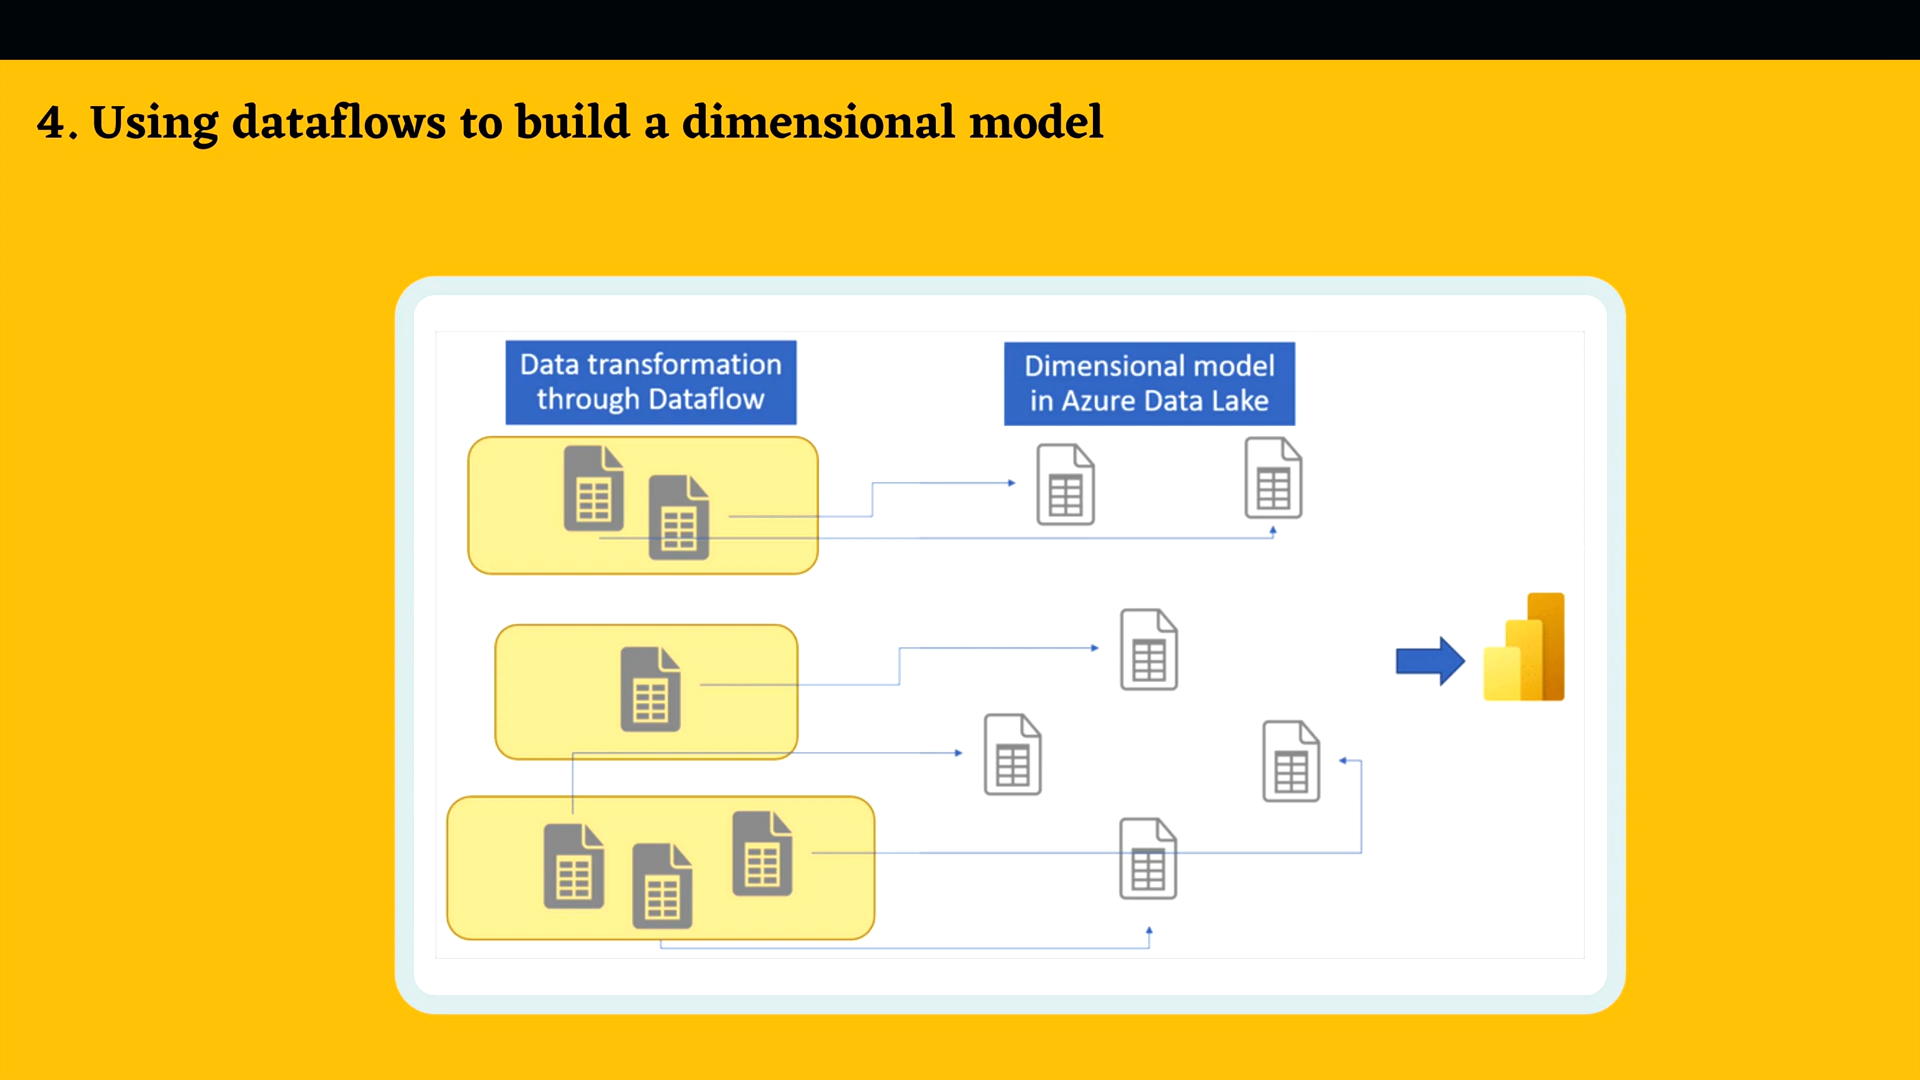 4. Using dataflows to build a dimensional model
Data transformation
through Dataflow
Dimensional model
in Azure Data Lake